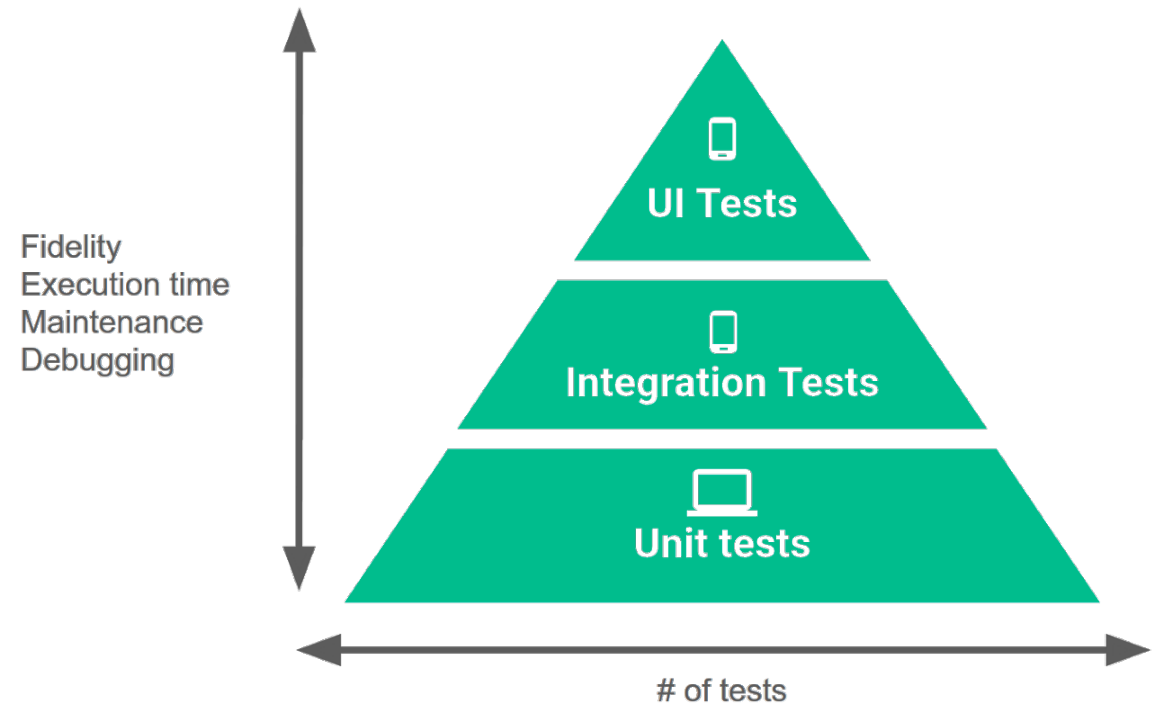 UI Tests
Fidelity
Execution time
Maintenance
Debugging
Integration Tests
Unit tests
# of tests